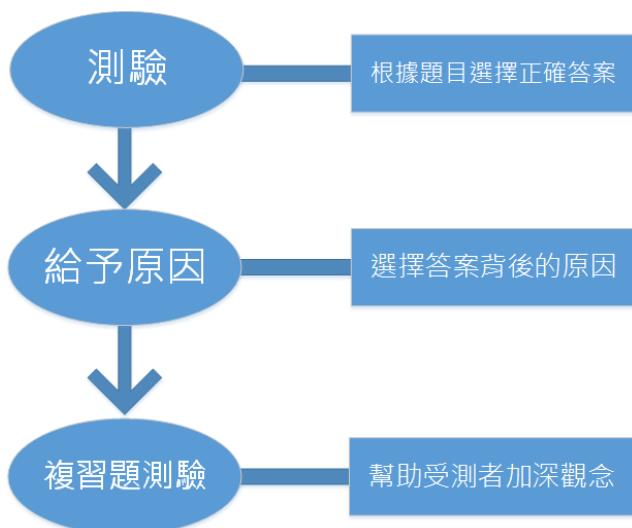 測驗
根據題目選擇正確答案
給予原因
選擇答案背後的原因
複習題測驗
幫助受測者加深觀念